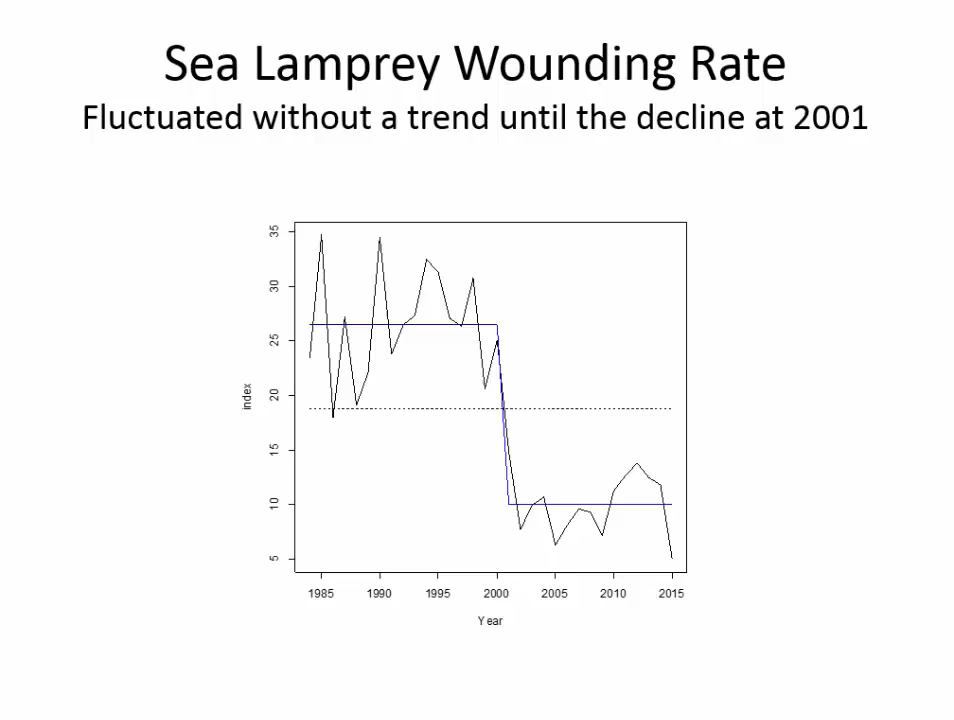 Sea Lamprey Wounding Rate
Fluctuated without a trend until the decline at 2001
35
30
25
20
15
10
5
index
1985 1990 1995 2000 2005 2010 2015
Year